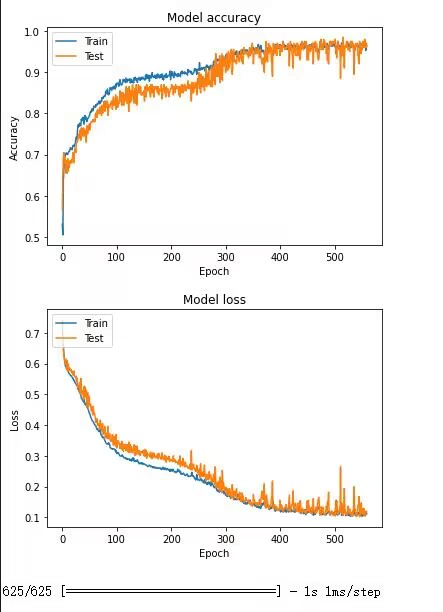 Model accuracy
1.0
Train
Test
0.9
0.8
0.7
0.6
0.5
Accuracy
0 100 200 300 400 500
Epoch
Model loss
Train
Test
0.7
0.6
0.5
0.4
0.3
0.2
0.1
Loss
0 100 200 300 400 500
Epoch
625/625 [==============================] - 1s 1ms/step